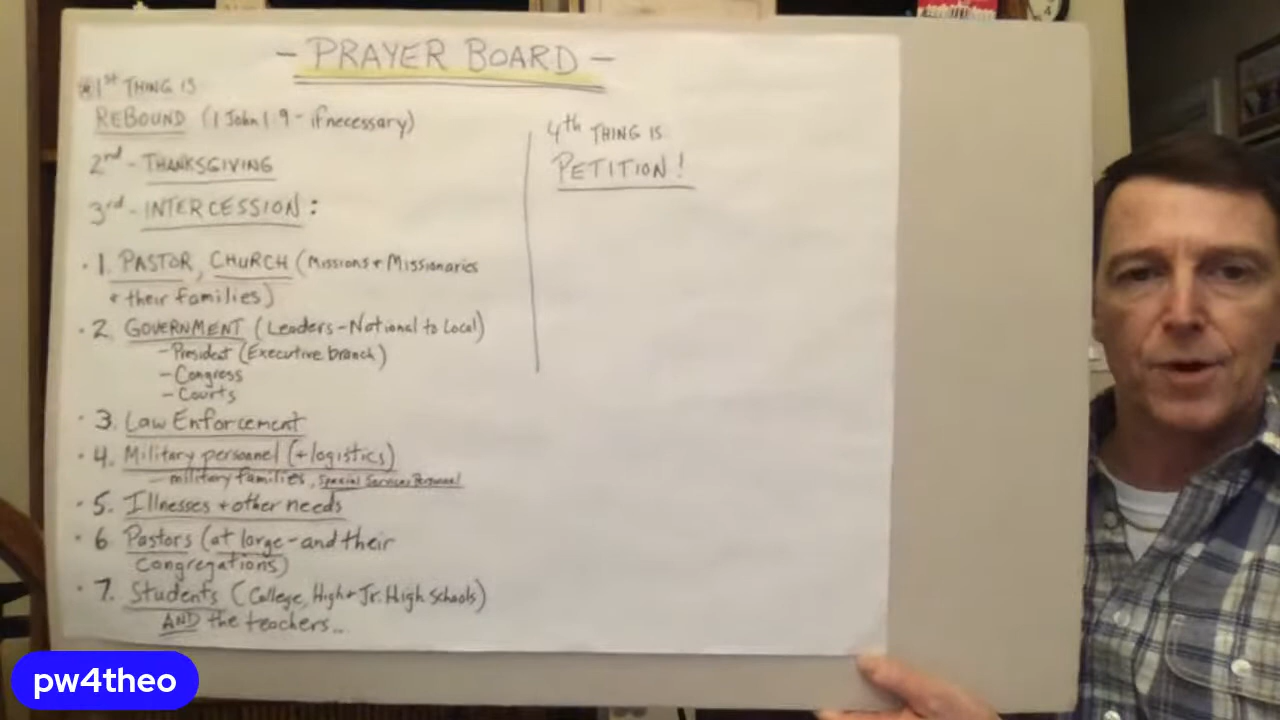 - PRAYER BOARD -
1st THING IS
REBOUND (1 John 1:9 - if necessary)
2nd - THANKSGIVING
3rd - INTERCESSION:
· 1. PASTOR, CHURCH (Missions + Missionaries
+ their families)
· 2. GOVERNMENT (Leaders - National to Local)
- President (Executive branch)
- Congress
- Courts
· 3. Law Enforcement
· 4. Military personnel (+ logistics)
- military families, Special Services Personnel
· 5. Illnesses + other needs
· 6. Pastors (at large - and their
congregations)
· 7. Students (College, High + Jr. High Schools)
AND the teachers...
4th THING IS
PETITION!
pw4theo